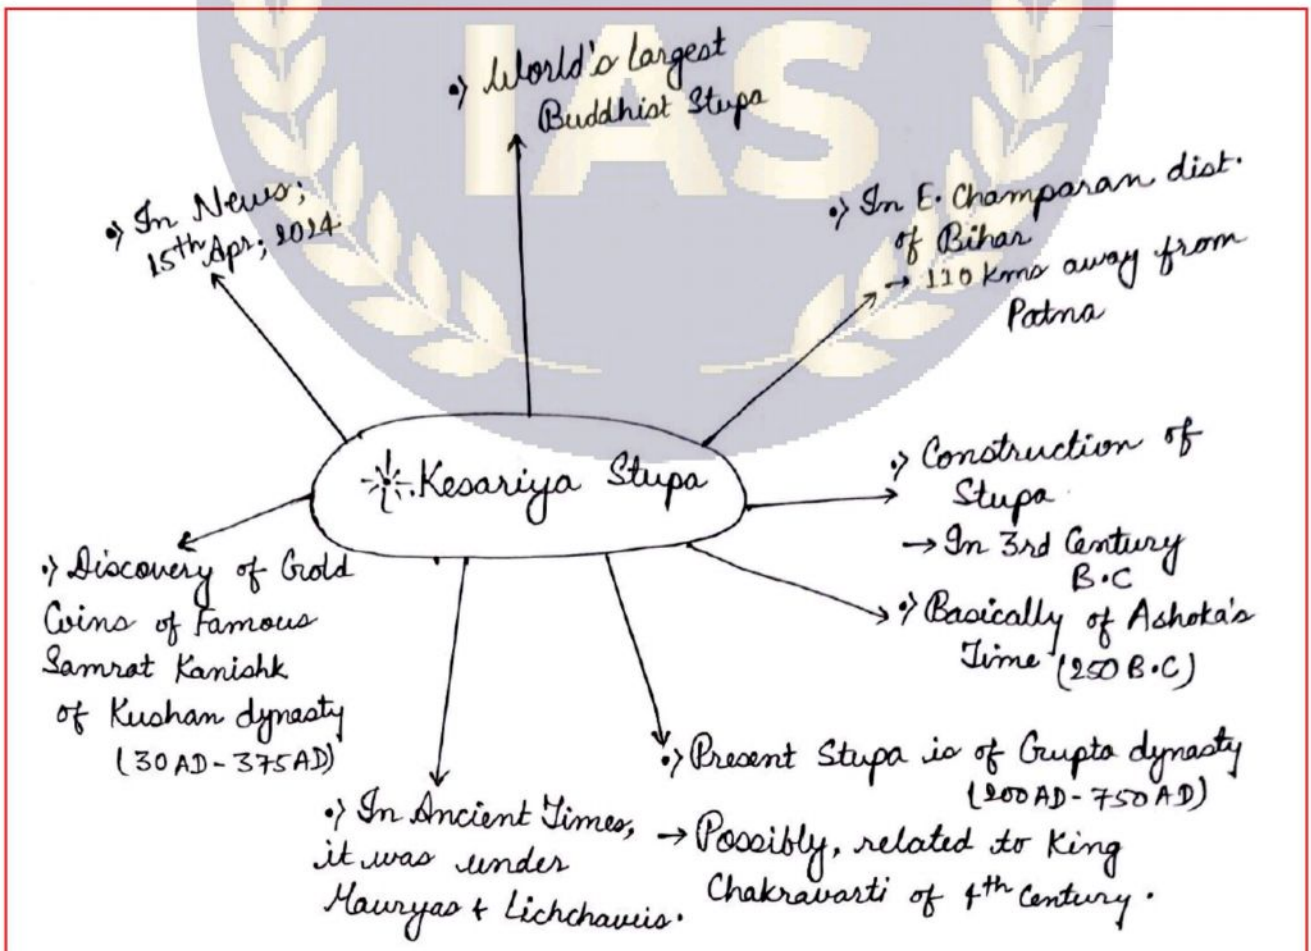 IAS
•) World's largest
Buddhist Stupa
•) In News;
15th Apr; 2024
•) In E. Champaran dist.
of Bihar
→ 110 kms away from
Patna
Kesariya Stupa
•) Construction of
Stupa
→ In 3rd Century
B.C
•) Basically of Ashoka's
Time (250 B.C)
•) Present Stupa is of Gupta dynasty
(200 AD - 750 AD)
→ Possibly, related to King
Chakravarti of 4th Century.
•) In Ancient Times,
it was under
Mauryas & Lichchavis.
•) Discovery of Gold
Coins of Famous
Samrat Kanishk
of Kushan dynasty
(30 AD - 375 AD)